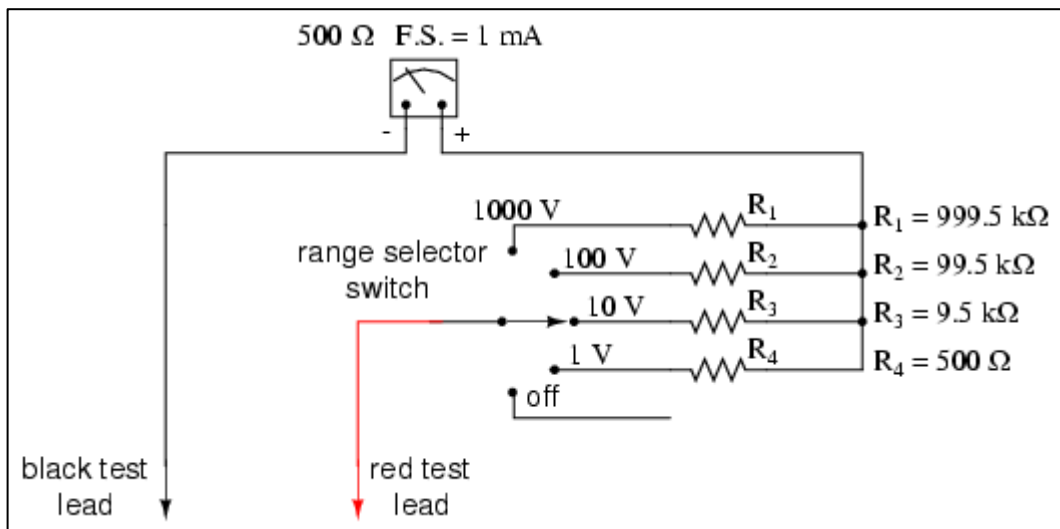 500 Ω F.S. = 1 mA
- +
1000 V R₁ R₁ = 999.5 kΩ
range selector
switch
100 V R₂ R₂ = 99.5 kΩ
10 V R₃ R₃ = 9.5 kΩ
1 V R₄ R₄ = 500 Ω
off
black test
lead
red test
lead